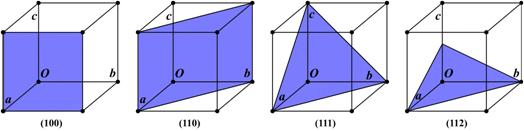 c c c c
O O O O
b b b b
a a a a
(100) (110) (111) (112)